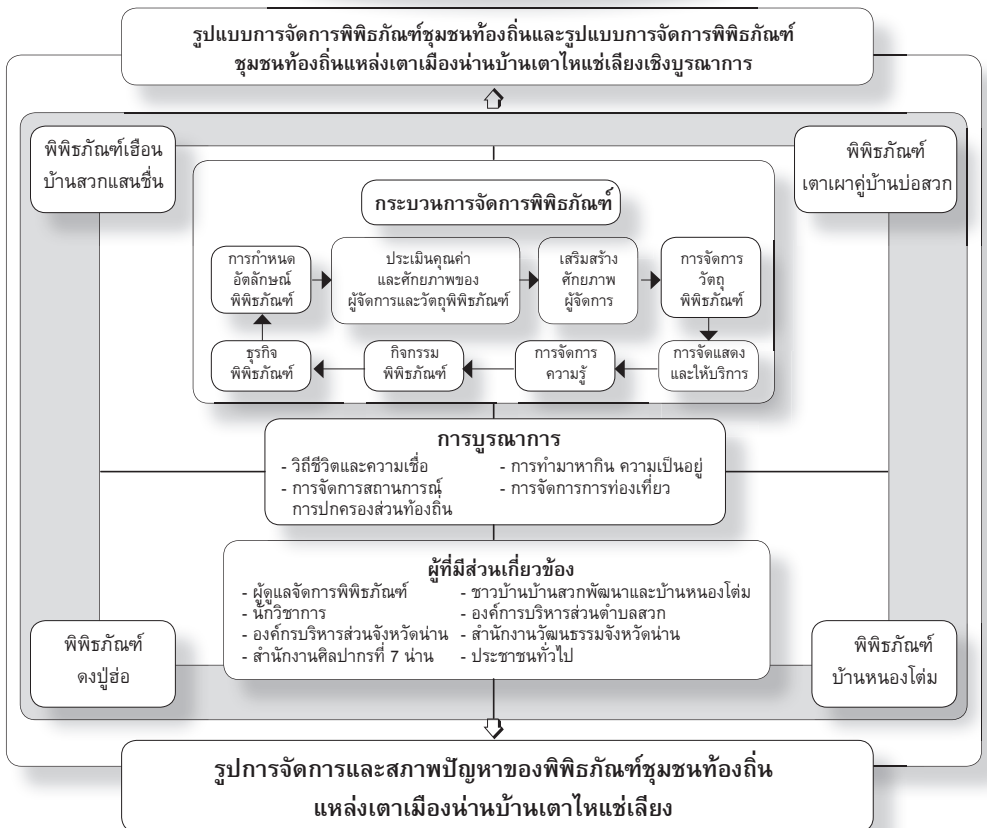 รูปแบบการจัดการพิพิธภัณฑ์ชุมชนท้องถิ่นและรูปแบบการจัดการพิพิธภัณฑ์
ชุมชนท้องถิ่นแหล่งเตาเมืองน่านบ้านเตาไหแช่เลียงเชิงบูรณาการ
พิพิธภัณฑ์เฮือน
บ้านสวกแสนชื่น
พิพิธภัณฑ์
เตาเผาคู่บ้านบ่อสวก
กระบวนการจัดการพิพิธภัณฑ์
การกำหนด
อัตลักษณ์
พิพิธภัณฑ์
ประเมินคุณค่า
และศักยภาพของ
ผู้จัดการและวัตถุพิพิธภัณฑ์
เสริมสร้าง
ศักยภาพ
ผู้จัดการ
การจัดการ
วัตถุ
พิพิธภัณฑ์
ธุรกิจ
พิพิธภัณฑ์
กิจกรรม
พิพิธภัณฑ์
การจัดการ
ความรู้
การจัดแสดง
และให้บริการ
การบูรณาการ
- วิถีชีวิตและความเชื่อ
- การจัดการสถานการณ์
การปกครองส่วนท้องถิ่น
- การทำมาหากิน ความเป็นอยู่
- การจัดการการท่องเที่ยว
ผู้ที่มีส่วนเกี่ยวข้อง
- ผู้ดูแลจัดการพิพิธภัณฑ์
- นักวิชาการ
- องค์กรบริหารส่วนจังหวัดน่าน
- สำนักงานศิลปากรที่ 7 น่าน
- ชาวบ้านบ้านสวกพัฒนาและบ้านหนองโต่ม
- องค์การบริหารส่วนตำบลสวก
- สำนักงานวัฒนธรรมจังหวัดน่าน
- ประชาชนทั่วไป
พิพิธภัณฑ์
ดงปู่ฮ่อ
พิพิธภัณฑ์
บ้านหนองโต่ม
รูปการจัดการและสภาพปัญหาของพิพิธภัณฑ์ชุมชนท้องถิ่น
แหล่งเตาเมืองน่านบ้านเตาไหแช่เลียง